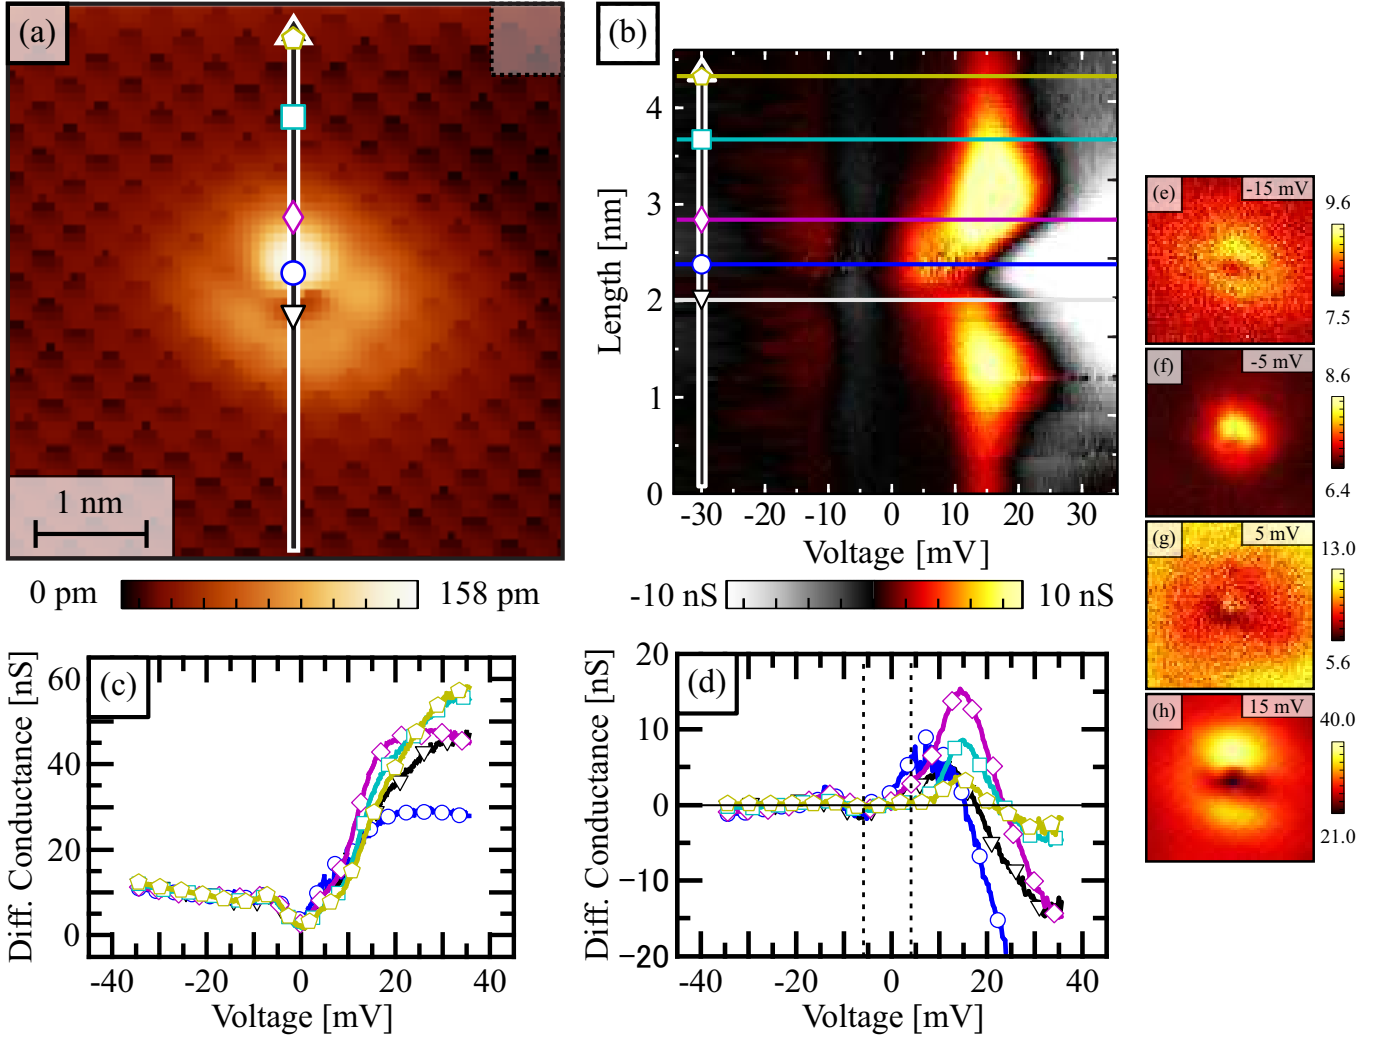 (a)
1 nm
0 pm
158 pm
(b)
Length [nm]
4
3
2
1
0
-30 -20 -10 0 10 20 30
Voltage [mV]
-10 nS
10 nS
(c)
Diff. Conductance [nS]
60
40
20
0
-40 -20 0 20 40
Voltage [mV]
(d)
Diff. Conductance [nS]
20
10
0
-10
-20
-40 -20 0 20 40
Voltage [mV]
(e)
-15 mV
9.6
7.5
(f)
-5 mV
8.6
6.4
(g)
5 mV
13.0
5.6
(h)
15 mV
40.0
21.0